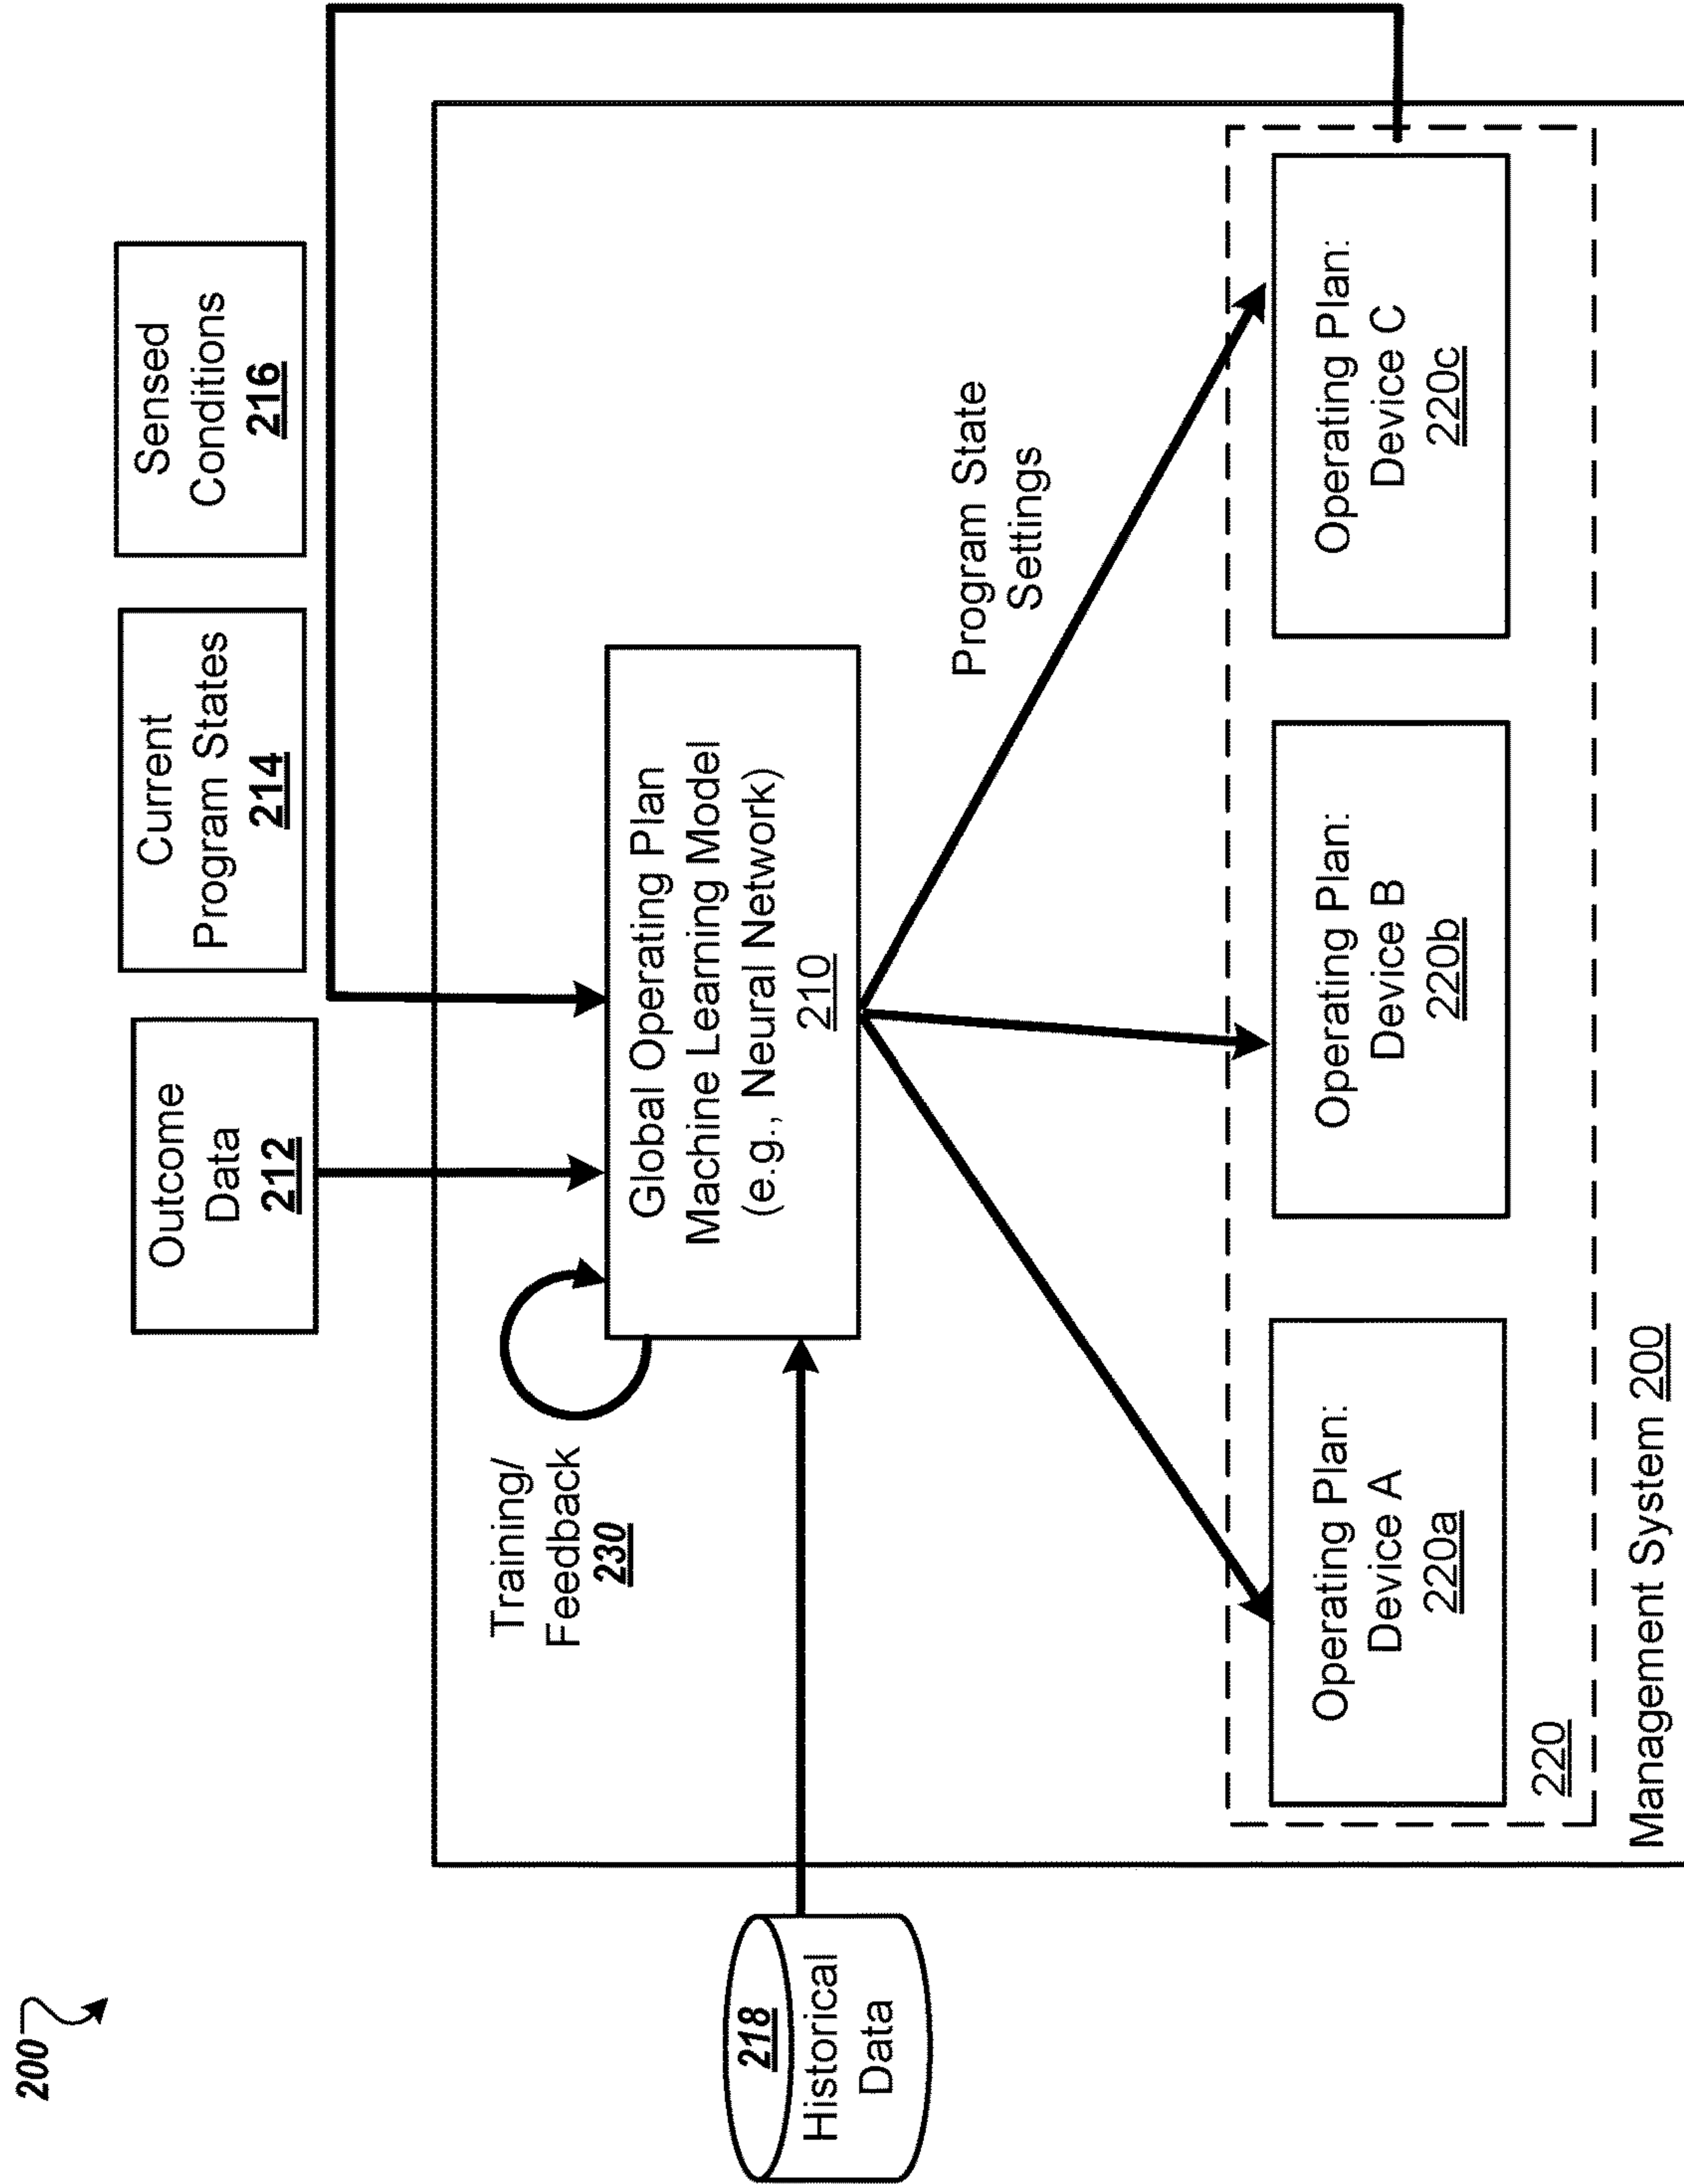 200
Outcome
Data
212
Current
Program States
214
Sensed
Conditions
216
Training/
Feedback
230
218
Historical
Data
Global Operating Plan
Machine Learning Model
(e.g., Neural Network)
210
Program State
Settings
Operating Plan:
Device A
220a
Operating Plan:
Device B
220b
Operating Plan:
Device C
220c
220
Management System 200